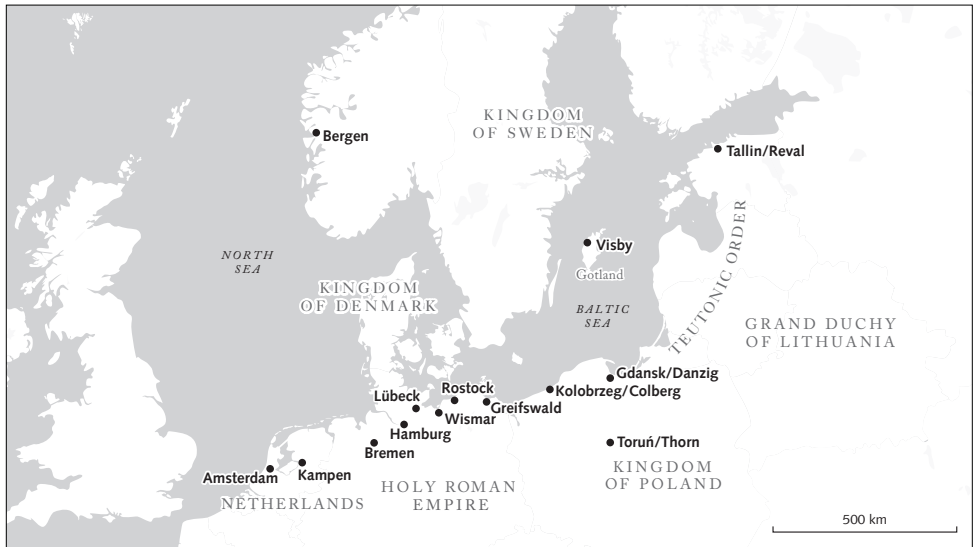 KINGDOM
OF SWEDEN
Bergen
Tallin/Reval
NORTH
SEA
Visby
Gotland
KINGDOM
OF DENMARK
BALTIC
SEA
TEUTONIC ORDER
GRAND DUCHY
OF LITHUANIA
Gdansk/Danzig
Kolobrzeg/Colberg
Rostock
Lübeck
Greifswald
Wismar
Hamburg
Bremen
Toruń/Thorn
KINGDOM
OF POLAND
Amsterdam
Kampen
NETHERLANDS
HOLY ROMAN
EMPIRE
500 km